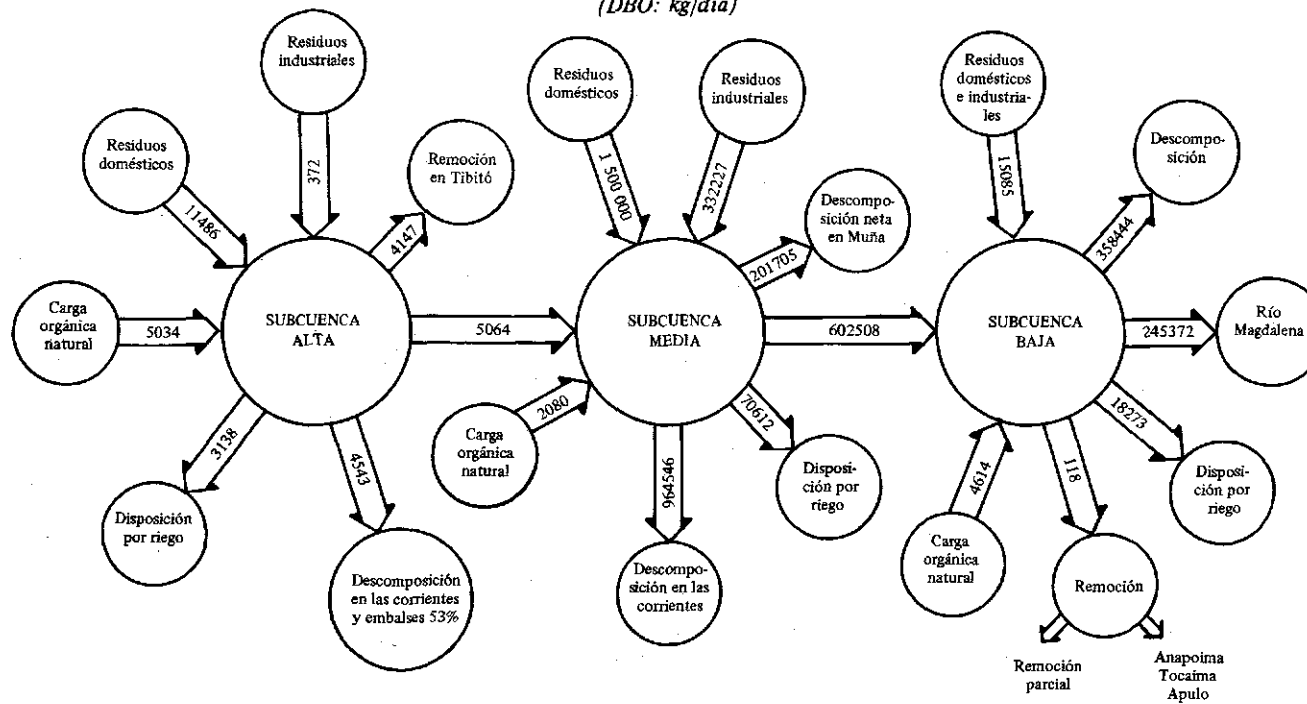 (DBO: kg/día)
Residuos
industriales
372
Residuos
domésticos
11486
Remoción
en Tibitó
4147
Carga
orgánica
natural
5034
SUBCUENCA
ALTA
5064
3138
Disposición
por riego
4543
Descomposición
en las corrientes
y embalses 53%
Residuos
domésticos
1 500 000
Residuos
industriales
332227
Descompo-
sición neta
en Muña
201705
SUBCUENCA
MEDIA
602508
2080
Carga
orgánica
natural
964546
Descompo-
sición en las
corrientes
70612
Disposición
por riego
Residuos
domésticos
e industria-
les
15085
Descompo-
sición
358444
SUBCUENCA
BAJA
245372
Río
Magdalena
18273
Disposi-
ción por
riego
4614
Carga
orgánica
natural
118
Remoción
Remoción
parcial
Anapoima
Tocaima
Apulo